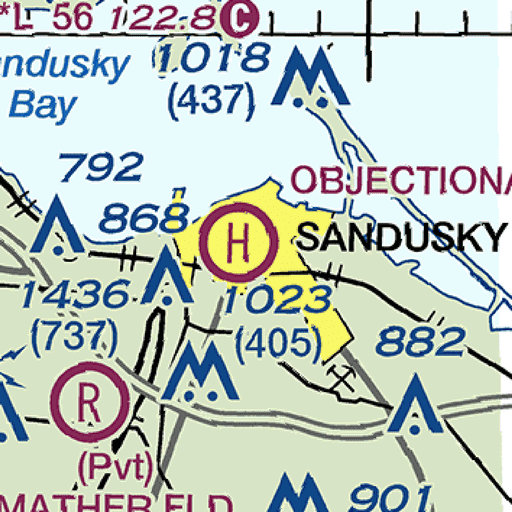 *L 56 122.8 C
1018
(437)
ndusky
Bay
792
OBJECTIONA
868
H
SANDUSKY
1436
(737)
1023
(405)
882
R
(Pvt)
MATHER FLD
901